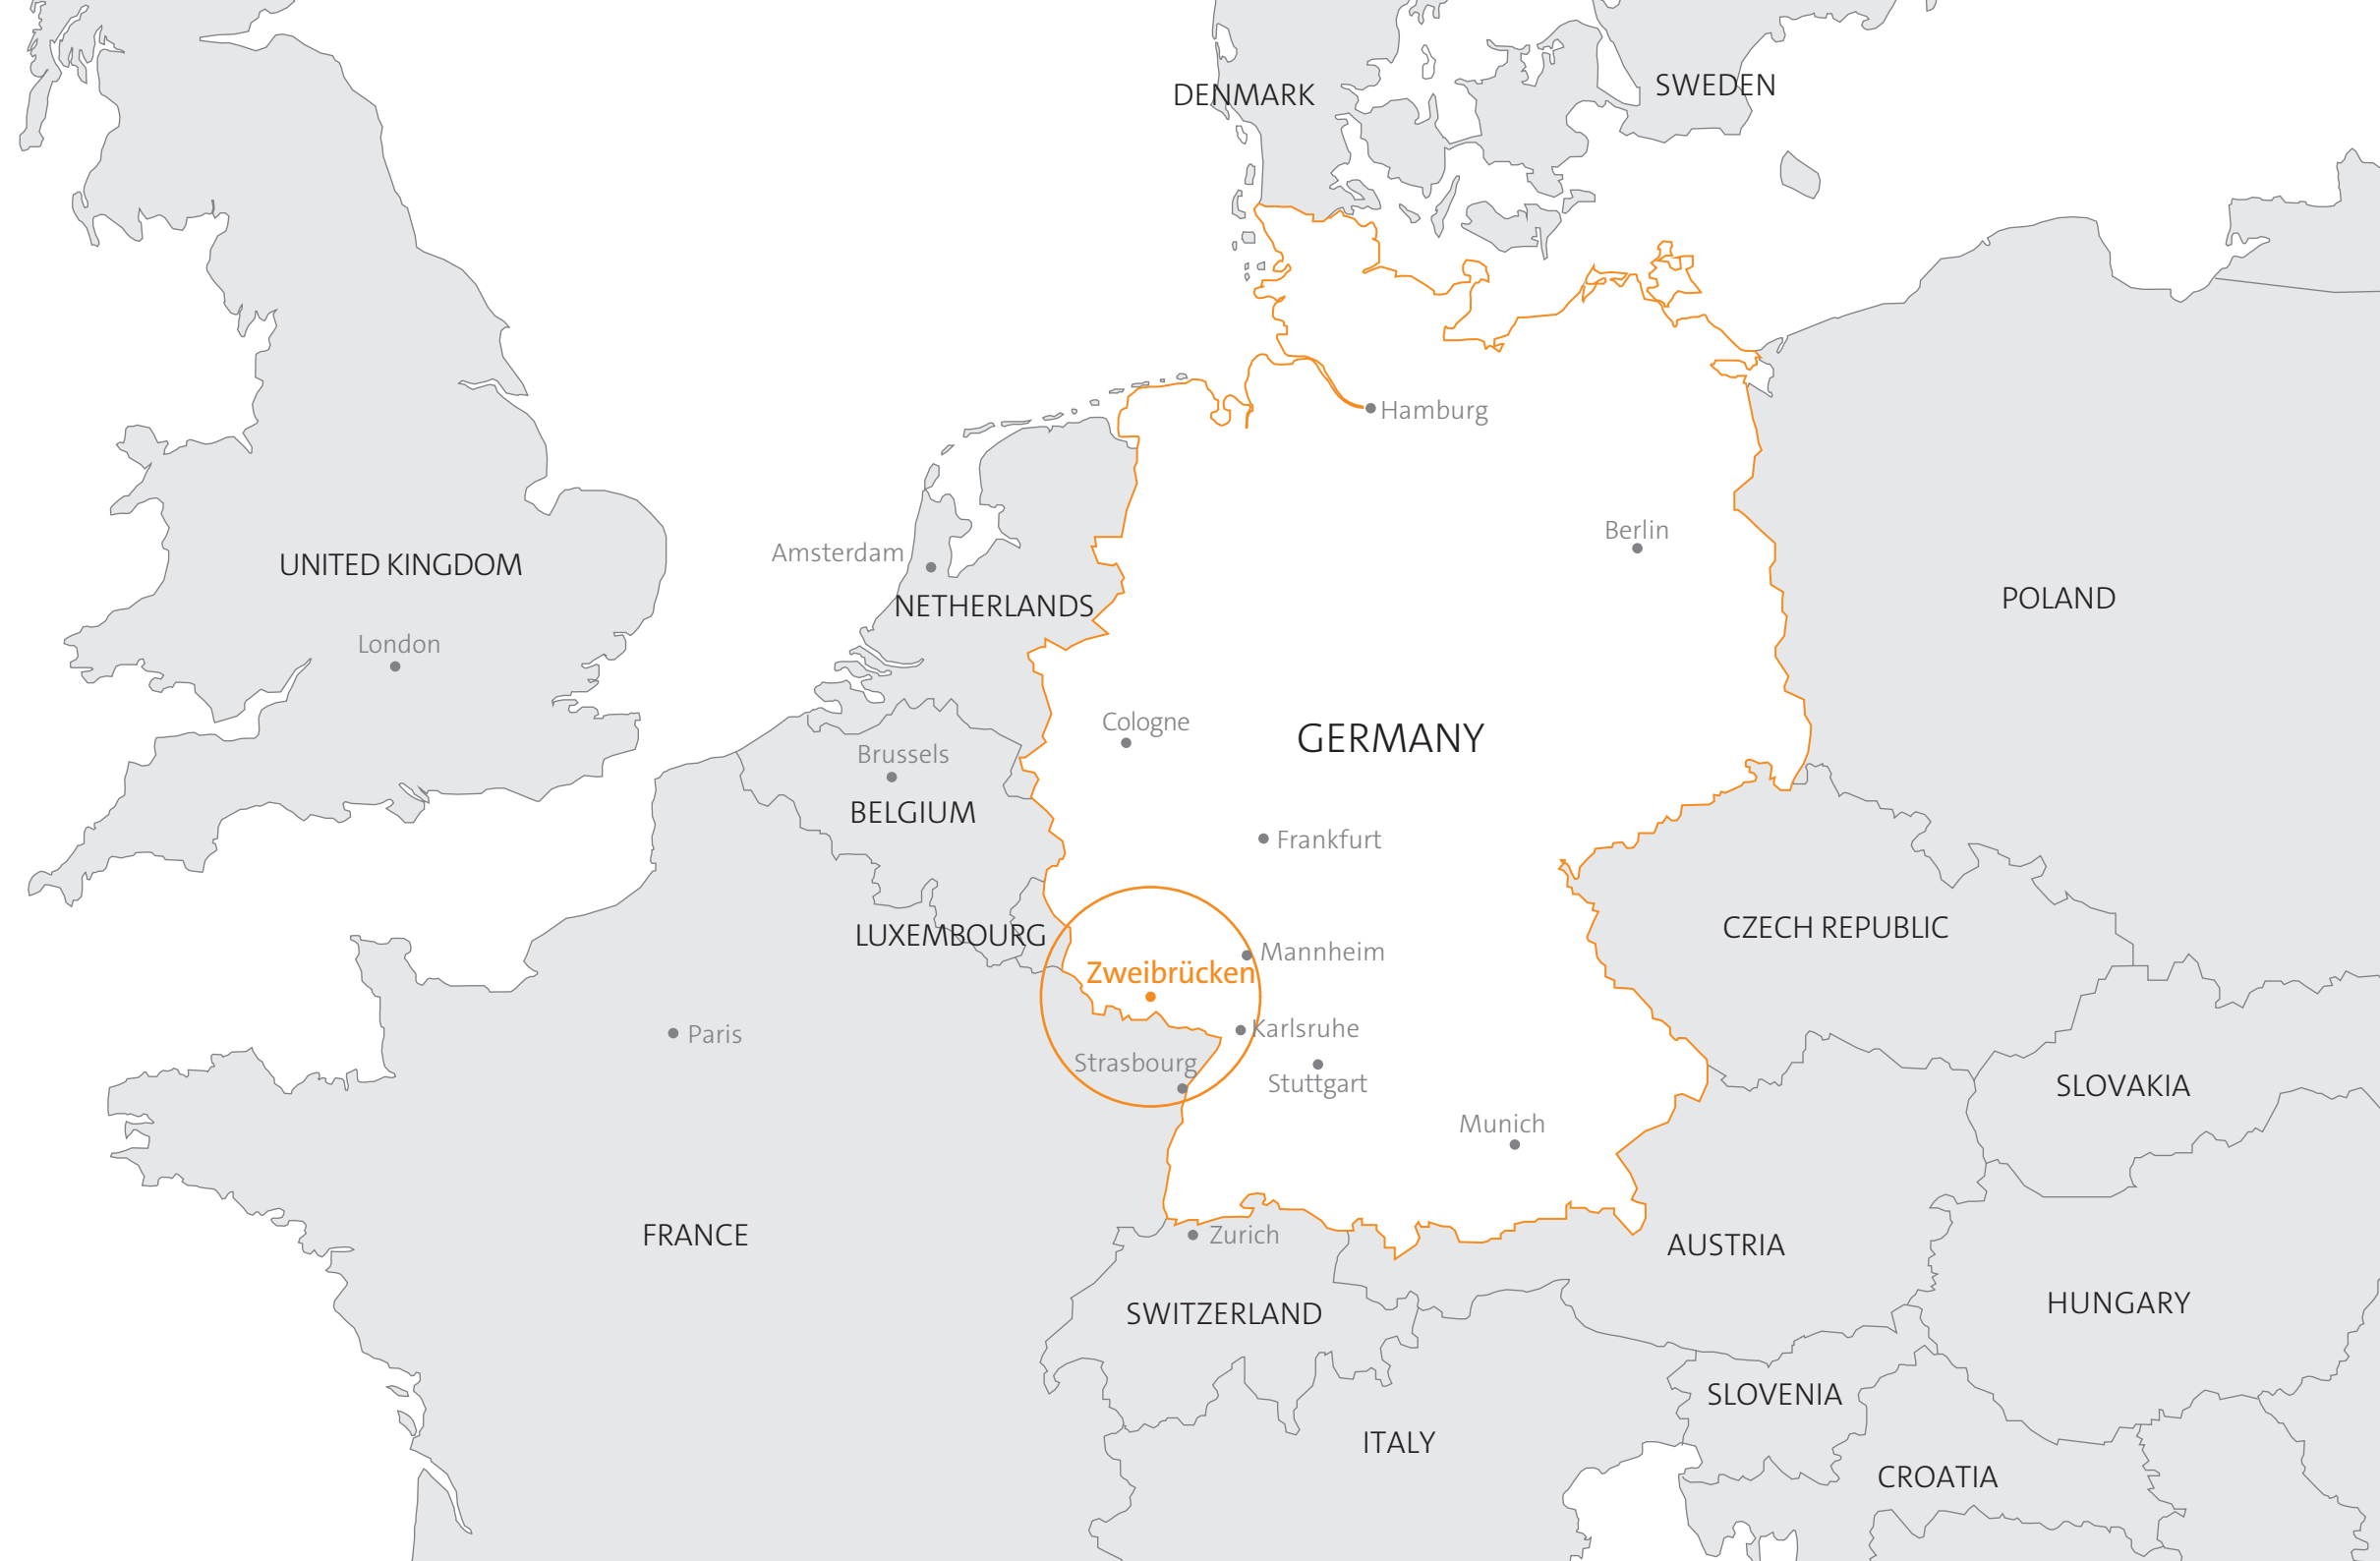 DENMARK
SWEDEN
Hamburg
Berlin
Amsterdam
UNITED KINGDOM
NETHERLANDS
POLAND
London
Cologne
GERMANY
Brussels
BELGIUM
Frankfurt
LUXEMBOURG
CZECH REPUBLIC
Mannheim
Zweibrücken
Karlsruhe
Paris
Strasbourg
Stuttgart
SLOVAKIA
Munich
FRANCE
Zurich
AUSTRIA
SWITZERLAND
HUNGARY
SLOVENIA
ITALY
CROATIA